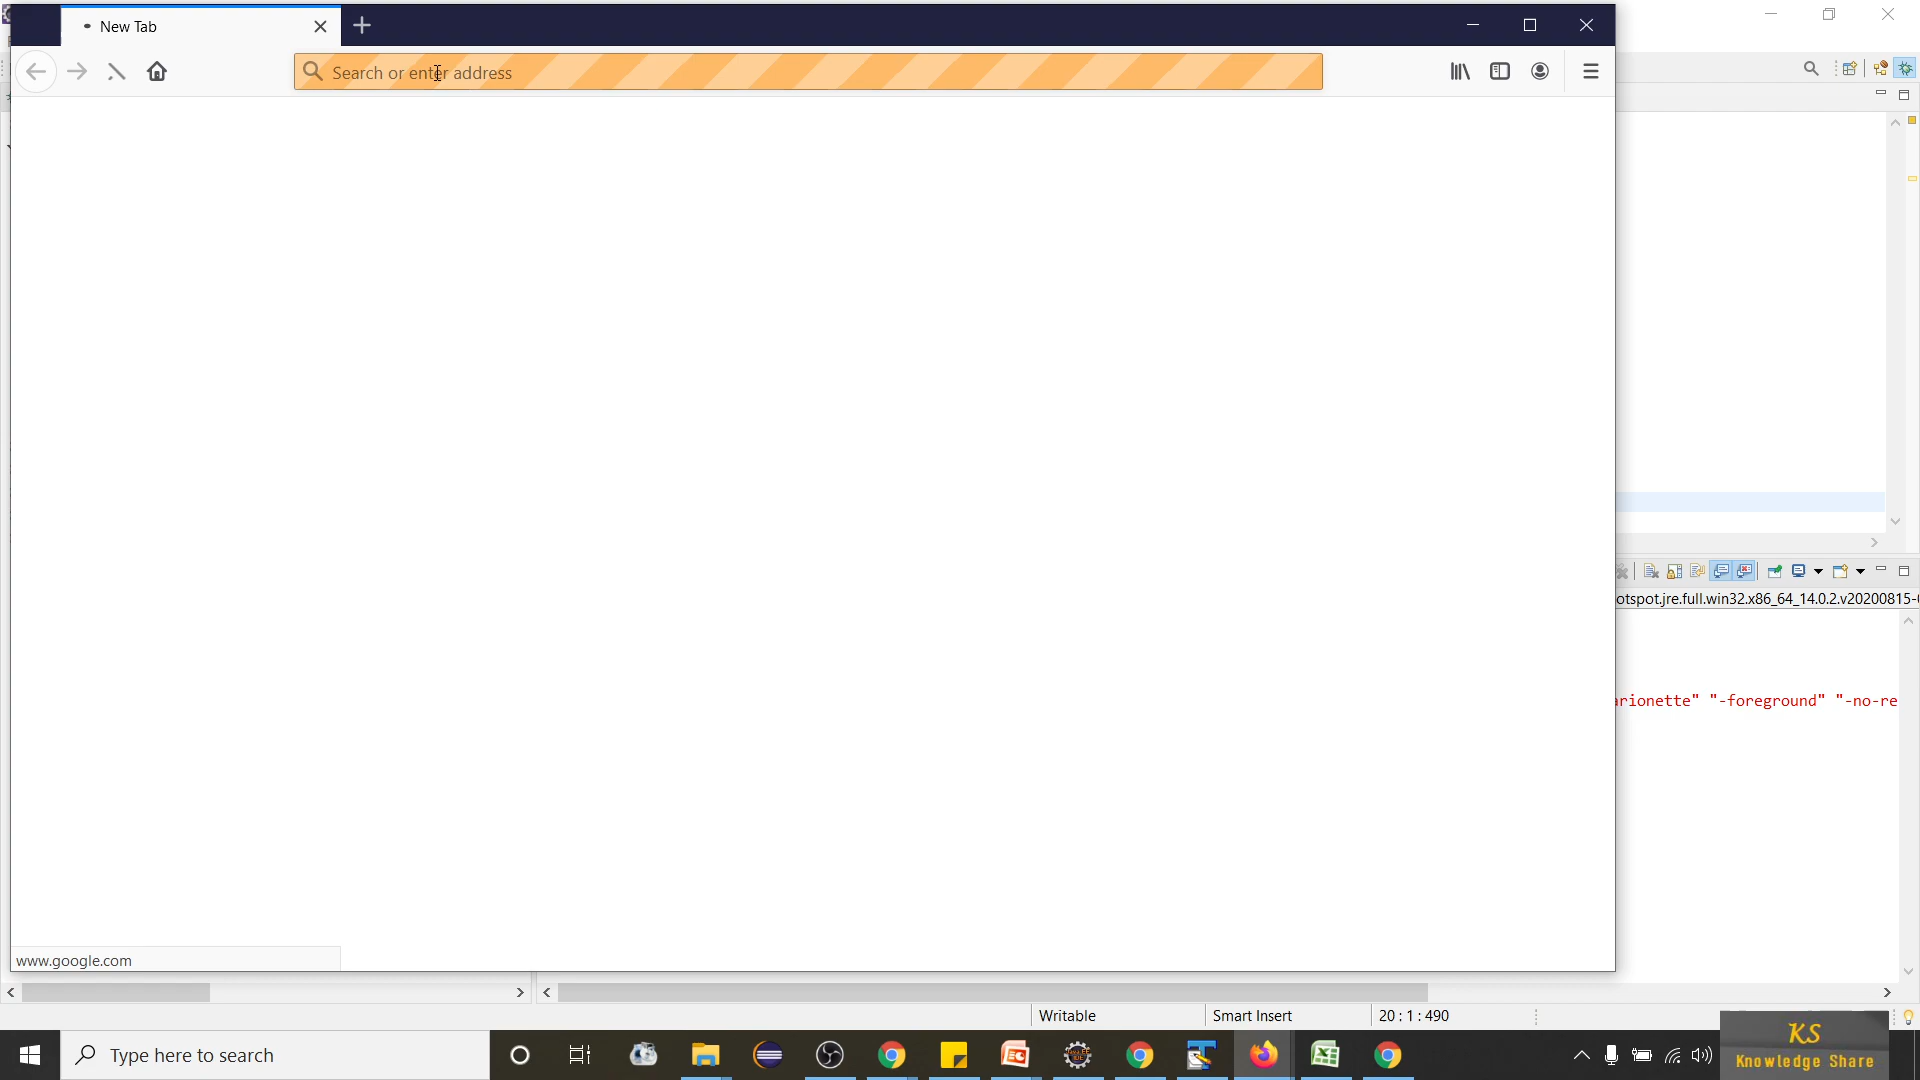 New Tab
Search or enter address
otspot.jre.full.win32.x86_64_14.0.2.v20200815-
arionette" "-foreground" "-no-re
www.google.com
Writable
Smart Insert
20 : 1 : 490
Type here to search
KS
Knowledge Share